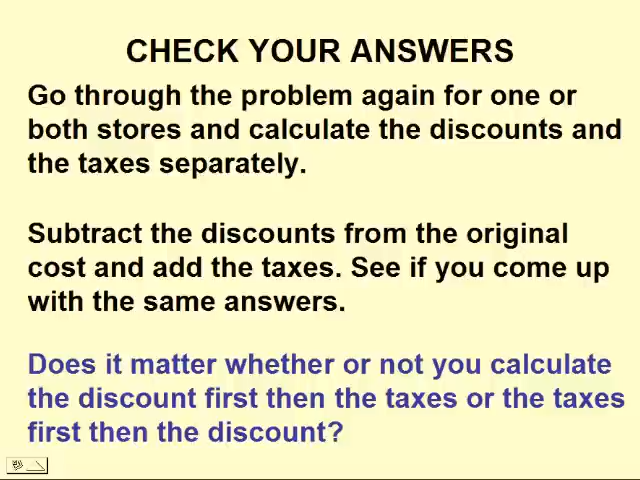 CHECK YOUR ANSWERS
Go through the problem again for one or
both stores and calculate the discounts and
the taxes separately.
Subtract the discounts from the original
cost and add the taxes. See if you come up
with the same answers.
Does it matter whether or not you calculate
the discount first then the taxes or the taxes
first then the discount?